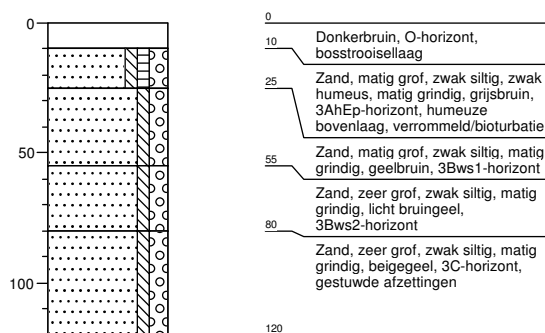 0
50
100
0
10
Donkerbruin, O-horizont,
bosstrooisellaag
25
Zand, matig grof, zwak siltig, zwak
humeus, matig grindig, grijsbruin,
3AhEp-horizont, humeuze
bovenlaag, verrommeld/bioturbatie
55
Zand, matig grof, zwak siltig, matig
grindig, geelbruin, 3Bws1-horizont
Zand, zeer grof, zwak siltig, matig
grindig, licht bruingeel,
3Bws2-horizont
80
Zand, zeer grof, zwak siltig, matig
grindig, beigegeel, 3C-horizont,
gestuwde afzettingen
120